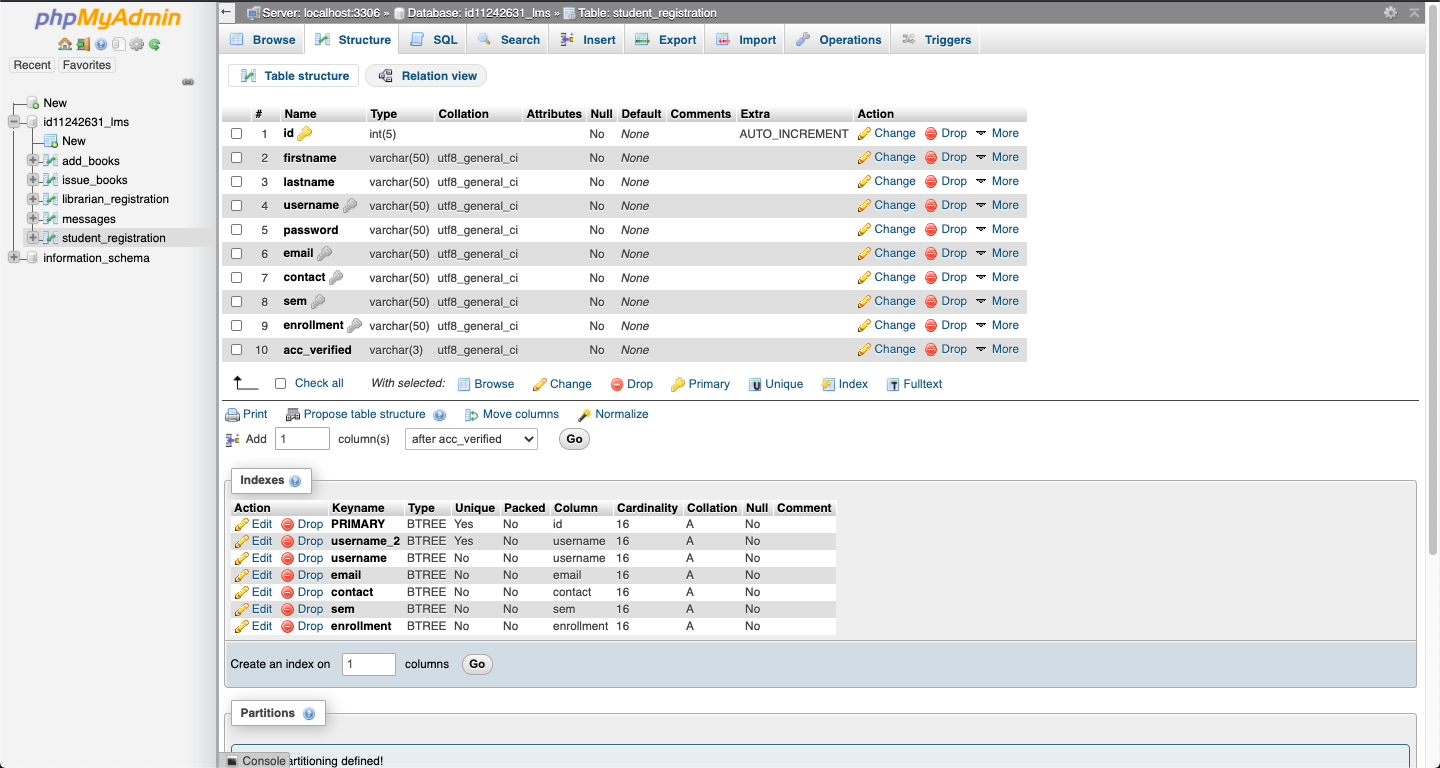 phpMyAdmin
Recent Favorites
New
id11242631_lms
New
add_books
issue_books
librarian_registration
messages
student_registration
information_schema
Server: localhost:3306 » Database: id11242631_lms » Table: student_registration
Browse Structure SQL Search Insert Export Import Operations Triggers
Table structure Relation view
# Name Type Collation Attributes Null Default Comments Extra Action
1 id int(5) No None AUTO_INCREMENT Change Drop More
2 firstname varchar(50) utf8_general_ci No None Change Drop More
3 lastname varchar(50) utf8_general_ci No None Change Drop More
4 username varchar(50) utf8_general_ci No None Change Drop More
5 password varchar(50) utf8_general_ci No None Change Drop More
6 email varchar(50) utf8_general_ci No None Change Drop More
7 contact varchar(50) utf8_general_ci No None Change Drop More
8 sem varchar(50) utf8_general_ci No None Change Drop More
9 enrollment varchar(50) utf8_general_ci No None Change Drop More
10 acc_verified varchar(3) utf8_general_ci No None Change Drop More
Check all With selected: Browse Change Drop Primary Unique Index Fulltext
Print Propose table structure Move columns Normalize
Add 1 column(s) after acc_verified Go
Indexes
Action Keyname Type Unique Packed Column Cardinality Collation Null Comment
Edit Drop PRIMARY BTREE Yes No id 16 A No
Edit Drop username_2 BTREE Yes No username 16 A No
Edit Drop username BTREE No No username 16 A No
Edit Drop email BTREE No No email 16 A No
Edit Drop contact BTREE No No contact 16 A No
Edit Drop sem BTREE No No sem 16 A No
Edit Drop enrollment BTREE No No enrollment 16 A No
Create an index on 1 columns Go
Partitions
Console artitioning defined!